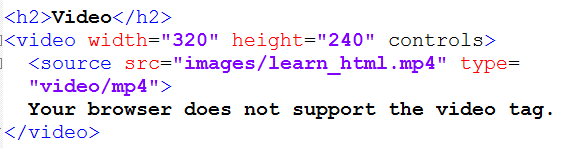 <h2>Video</h2>
<video width="320" height="240" controls>
<source src="images/learn_html.mp4" type=
"video/mp4">
Your browser does not support the video tag.
</video>